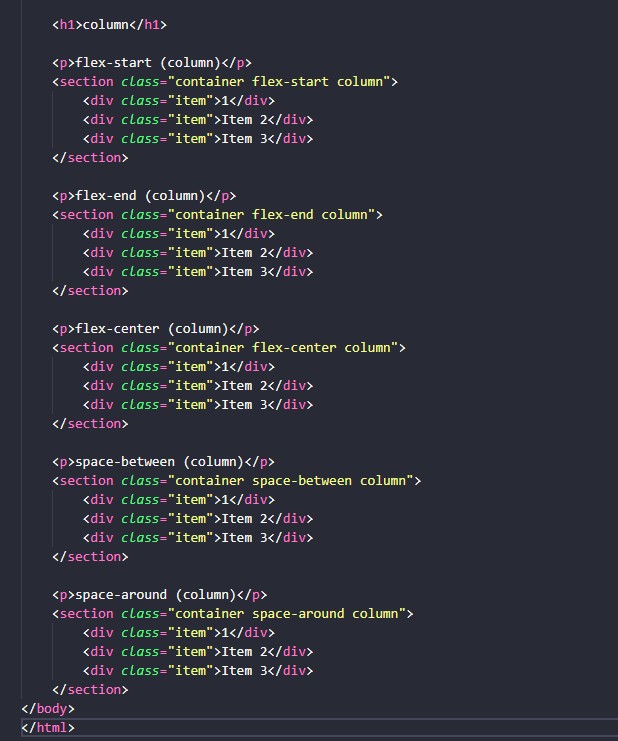 <h1>column</h1>
<p>flex-start (column)</p>
<section class="container flex-start column">
<div class="item">1</div>
<div class="item">Item 2</div>
<div class="item">Item 3</div>
</section>
<p>flex-end (column)</p>
<section class="container flex-end column">
<div class="item">1</div>
<div class="item">Item 2</div>
<div class="item">Item 3</div>
</section>
<p>flex-center (column)</p>
<section class="container flex-center column">
<div class="item">1</div>
<div class="item">Item 2</div>
<div class="item">Item 3</div>
</section>
<p>space-between (column)</p>
<section class="container space-between column">
<div class="item">1</div>
<div class="item">Item 2</div>
<div class="item">Item 3</div>
</section>
<p>space-around (column)</p>
<section class="container space-around column">
<div class="item">1</div>
<div class="item">Item 2</div>
<div class="item">Item 3</div>
</section>
</body>
</html>